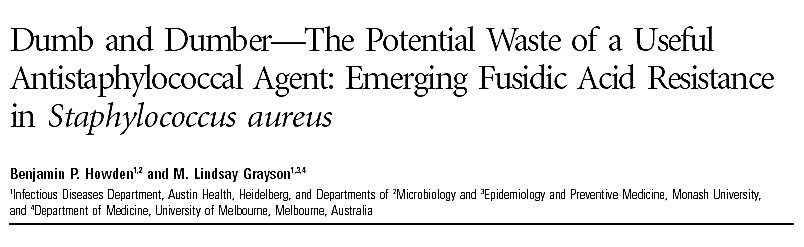 Dumb and Dumber—The Potential Waste of a Useful
Antistaphylococcal Agent: Emerging Fusidic Acid Resistance
in Staphylococcus aureus
Benjamin P. Howden1,2 and M. Lindsay Grayson1,3,4
1Infectious Diseases Department, Austin Health, Heidelberg, and Departments of 2Microbiology and 3Epidemiology and Preventive Medicine, Monash University,
and 4Department of Medicine, University of Melbourne, Melbourne, Australia